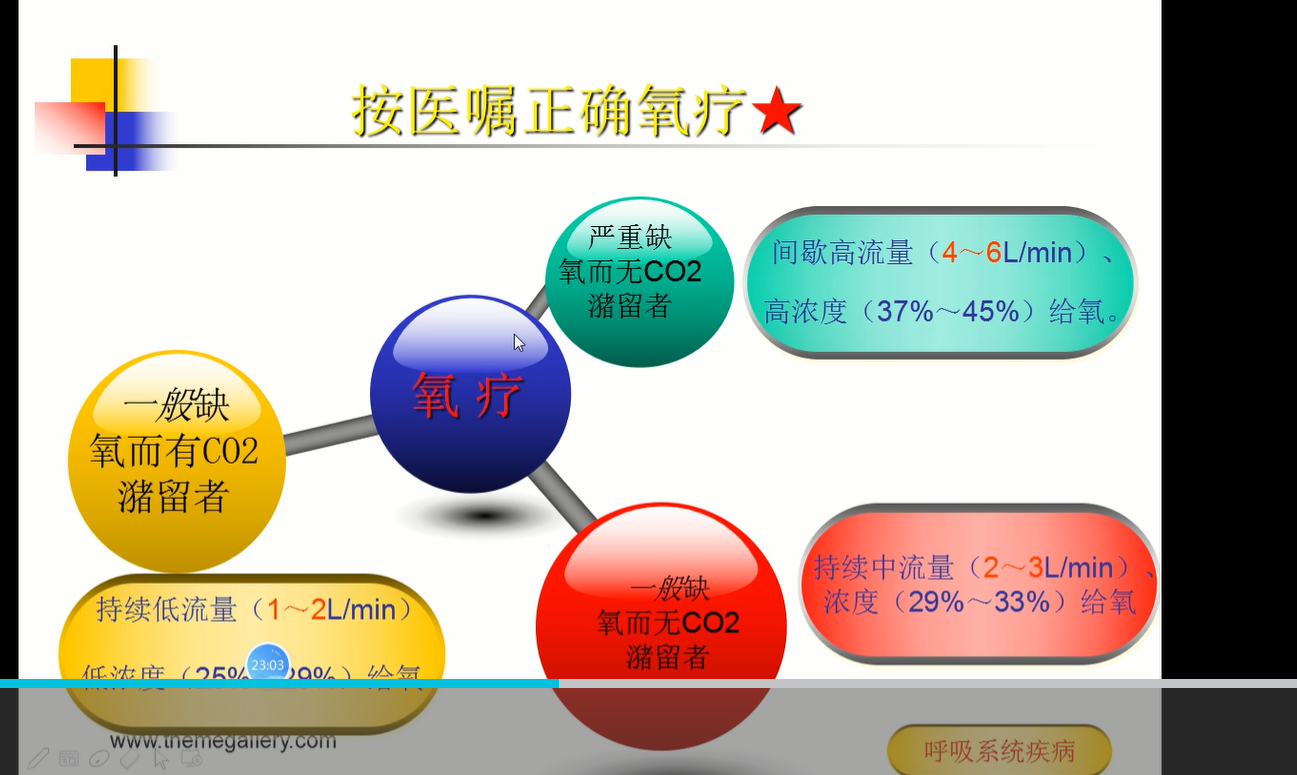 按医嘱正确氧疗★
严重缺
氧而无CO2
潴留者
间歇高流量（4～6L/min）、
高浓度（37%～45%）给氧。
氧 疗
一般缺
氧而有CO2
潴留者
持续低流量（1～2L/min）
低浓度（25%
29%）给氧
23:03
一般缺
氧而无CO2
潴留者
持续中流量（2～3L/min）、
浓度（29%～33%）给氧
www.themegallery.com
呼吸系统疾病